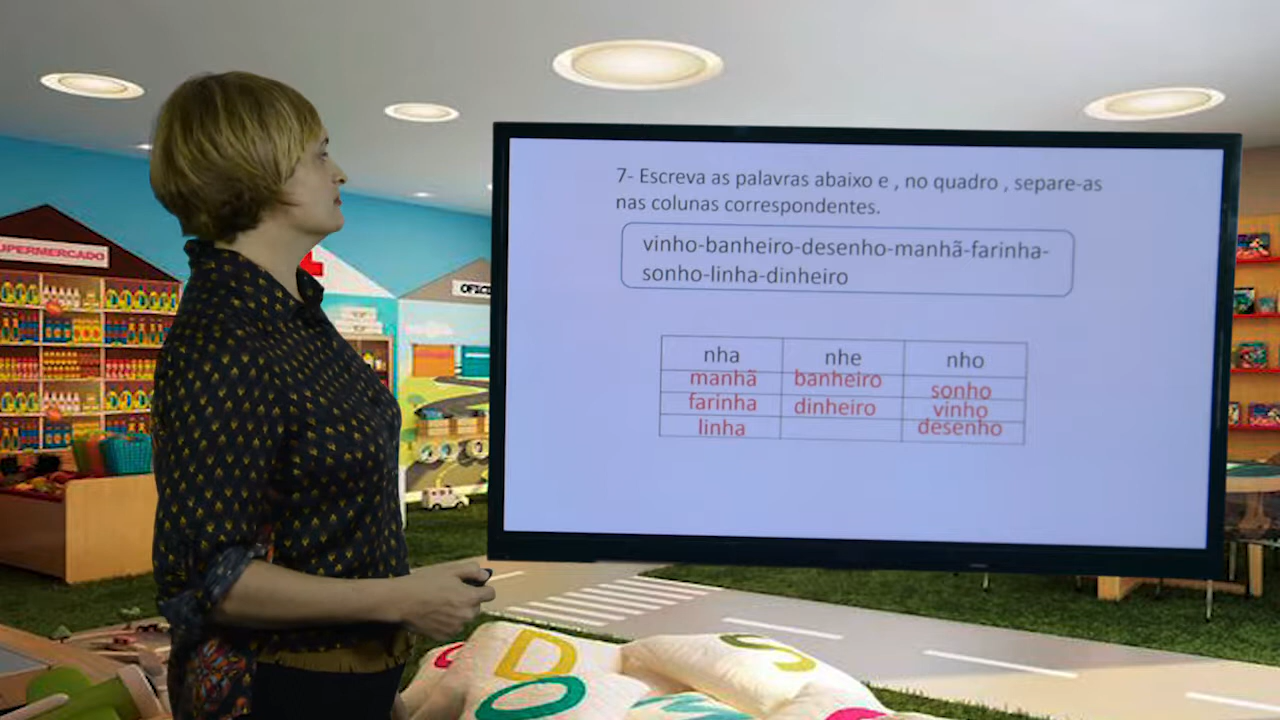 7- Escreva as palavras abaixo e , no quadro , separe-as
nas colunas correspondentes.
vinho-banheiro-desenho-manhã-farinha-
sonho-linha-dinheiro
nha nhe nho
manhã banheiro sonho
farinha dinheiro vinho
linha desenho
UPERMERCADO
OFICI
D
O
S